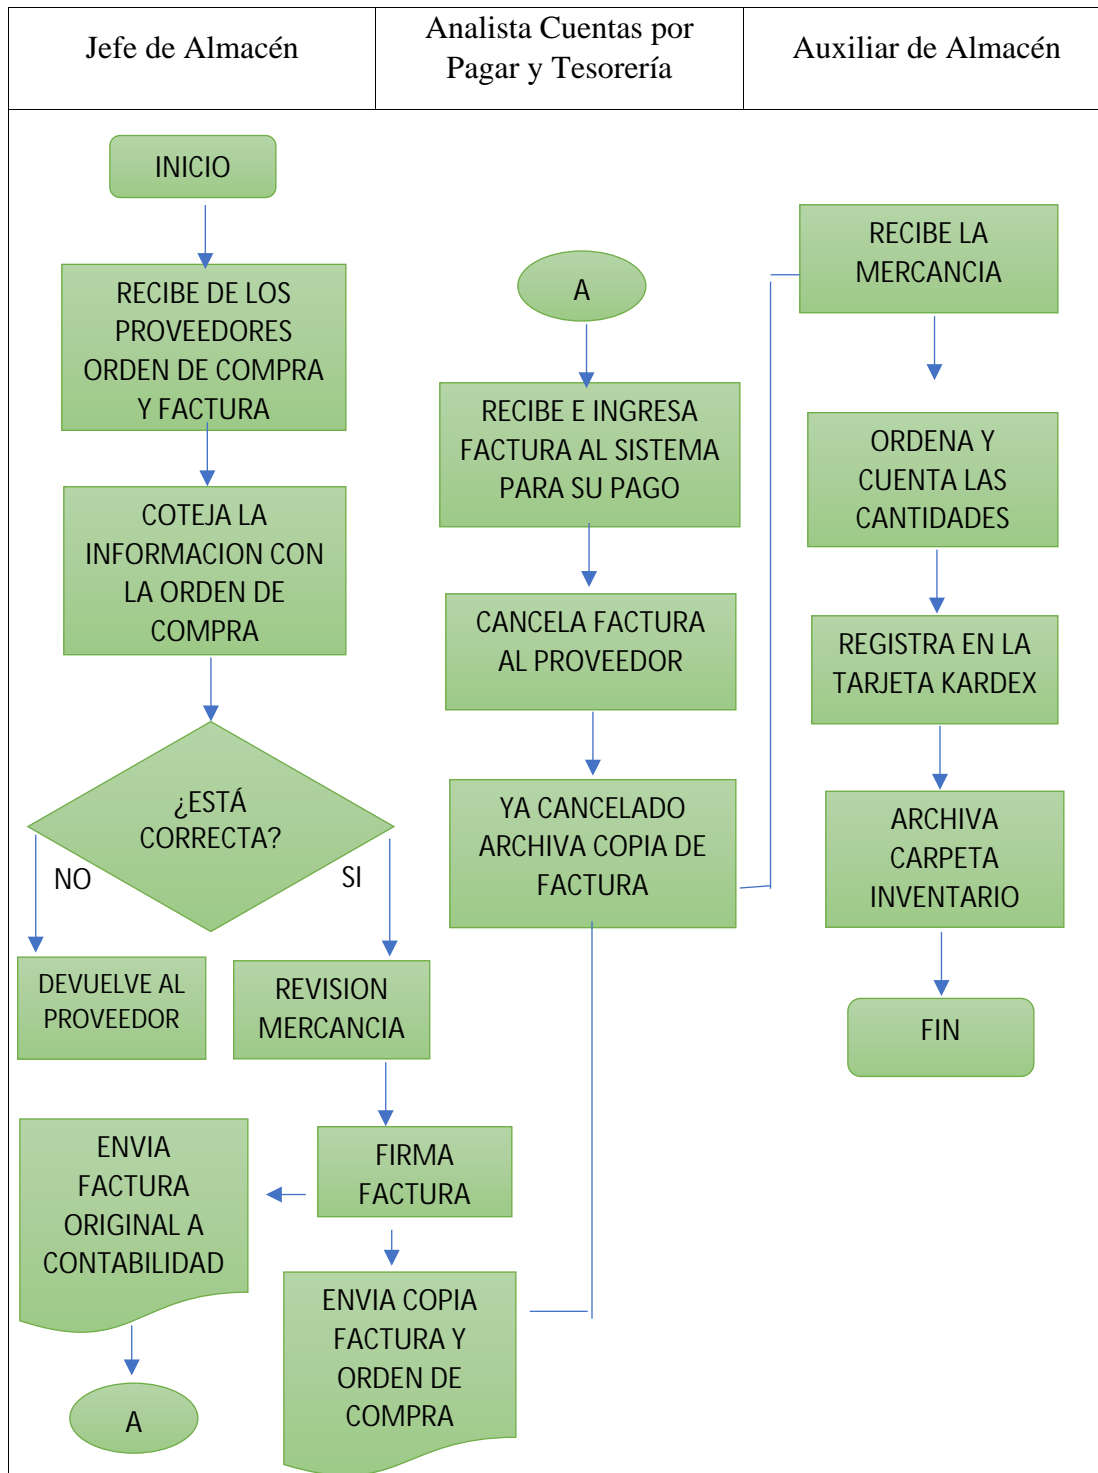 Jefe de Almacén
Analista Cuentas por
Pagar y Tesorería
Auxiliar de Almacén
INICIO
RECIBE DE LOS
PROVEEDORES
ORDEN DE COMPRA
Y FACTURA
COTEJA LA
INFORMACION CON
LA ORDEN DE
COMPRA
¿ESTÁ
CORRECTA?
NO
SI
DEVUELVE AL
PROVEEDOR
REVISION
MERCANCIA
FIRMA
FACTURA
ENVIA
FACTURA
ORIGINAL A
CONTABILIDAD
ENVIA COPIA
FACTURA Y
ORDEN DE
COMPRA
A
A
RECIBE E INGRESA
FACTURA AL SISTEMA
PARA SU PAGO
CANCELA FACTURA
AL PROVEEDOR
YA CANCELADO
ARCHIVA COPIA DE
FACTURA
RECIBE LA
MERCANCIA
ORDENA Y
CUENTA LAS
CANTIDADES
REGISTRA EN LA
TARJETA KARDEX
ARCHIVA
CARPETA
INVENTARIO
FIN